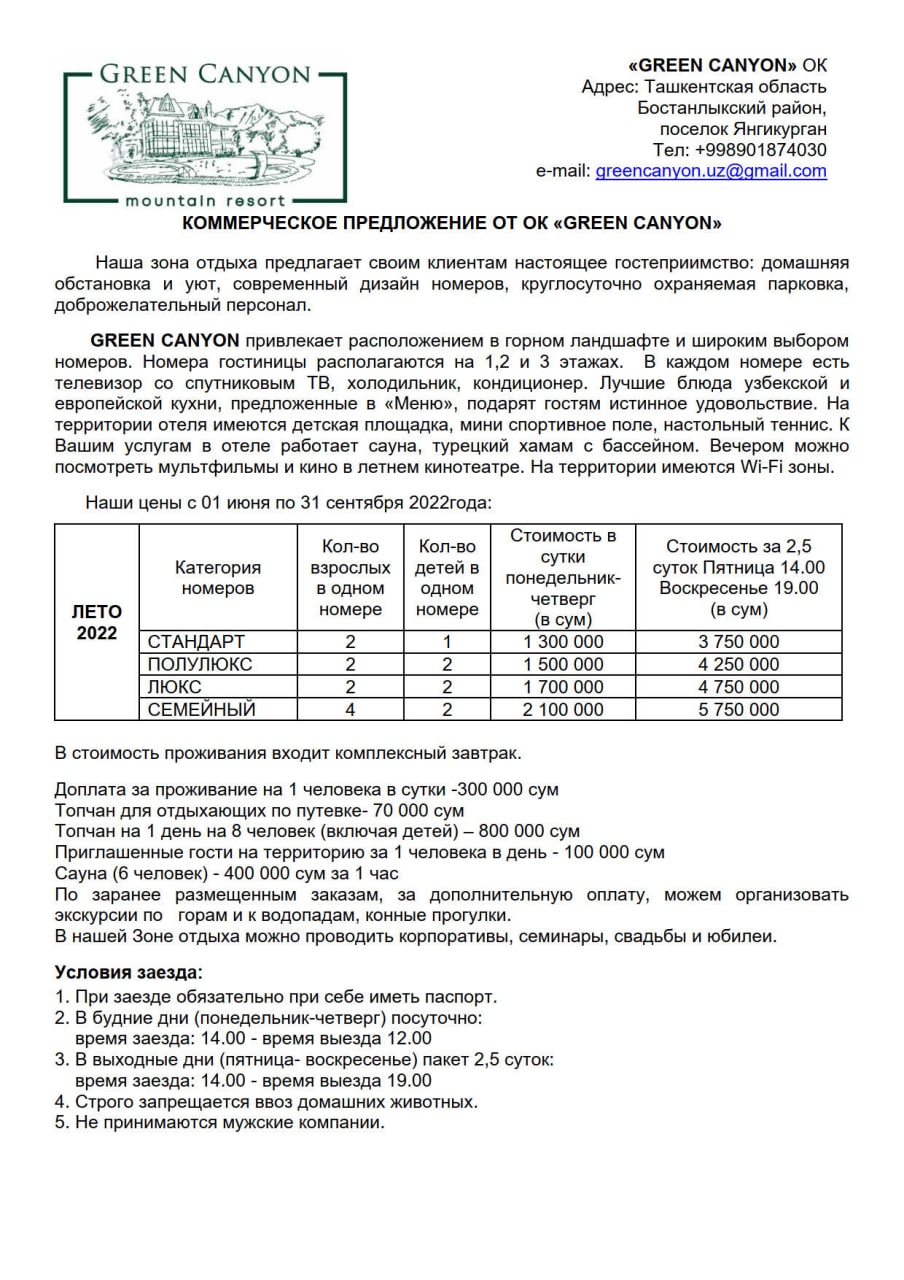 GREEN CANYON
mountain resort
«GREEN CANYON» ОК
Адрес: Ташкентская область
Бостанлыкский район,
поселок Янгикурган
Тел: +998901874030
e-mail: greencanyon.uz@gmail.com
КОММЕРЧЕСКОЕ ПРЕДЛОЖЕНИЕ ОТ ОК «GREEN CANYON»
Наша зона отдыха предлагает своим клиентам настоящее гостеприимство: домашняя
обстановка и уют, современный дизайн номеров, круглосуточно охраняемая парковка,
доброжелательный персонал.
GREEN CANYON привлекает расположением в горном ландшафте и широким выбором
номеров. Номера гостиницы располагаются на 1,2 и 3 этажах. В каждом номере есть
телевизор со спутниковым ТВ, холодильник, кондиционер. Лучшие блюда узбекской и
европейской кухни, предложенные в «Меню», подарят гостям истинное удовольствие. На
территории отеля имеются детская площадка, мини спортивное поле, настольный теннис. К
Вашим услугам в отеле работает сауна, турецкий хамам с бассейном. Вечером можно
посмотреть мультфильмы и кино в летнем кинотеатре. На территории имеются Wi-Fi зоны.
Наши цены с 01 июня по 31 сентября 2022года:
ЛЕТО
2022
Категория
номеров
Кол-во
взрослых
в одном
номере
Кол-во
детей в
одном
номере
Стоимость в
сутки
понедельник-
четверг
(в сум)
Стоимость за 2,5
суток Пятница 14.00
Воскресенье 19.00
(в сум)
СТАНДАРТ 2 1 1 300 000 3 750 000
ПОЛУЛЮКС 2 2 1 500 000 4 250 000
ЛЮКС 2 2 1 700 000 4 750 000
СЕМЕЙНЫЙ 4 2 2 100 000 5 750 000
В стоимость проживания входит комплексный завтрак.
Доплата за проживание на 1 человека в сутки -300 000 сум
Топчан для отдыхающих по путевке- 70 000 сум
Топчан на 1 день на 8 человек (включая детей) – 800 000 сум
Приглашенные гости на территорию за 1 человека в день - 100 000 сум
Сауна (6 человек) - 400 000 сум за 1 час
По заранее размещенным заказам, за дополнительную оплату, можем организовать
экскурсии по горам и к водопадам, конные прогулки.
В нашей Зоне отдыха можно проводить корпоративы, семинары, свадьбы и юбилеи.
Условия заезда:
1. При заезде обязательно при себе иметь паспорт.
2. В будние дни (понедельник-четверг) посуточно:
время заезда: 14.00 - время выезда 12.00
3. В выходные дни (пятница- воскресенье) пакет 2,5 суток:
время заезда: 14.00 - время выезда 19.00
4. Строго запрещается ввоз домашних животных.
5. Не принимаются мужские компании.